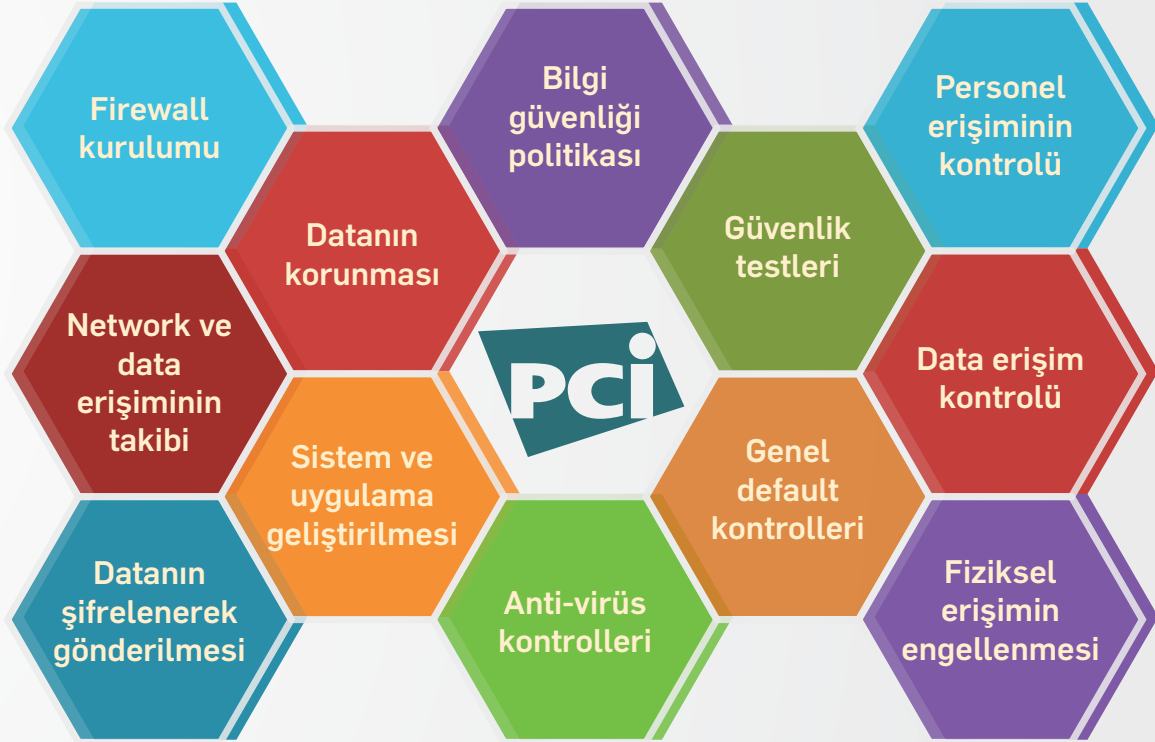 Firewall
kurulumu
Bilgi
güvenliği
politikası
Personel
erişiminin
kontrolü
Datanın
korunması
Güvenlik
testleri
Network ve
data
erişiminin
takibi
PCi
Data erişim
kontrolü
Sistem ve
uygulama
geliştirilmesi
Genel
default
kontrolleri
Datanın
şifrelenerek
gönderilmesi
Anti-virüs
kontrolleri
Fiziksel
erişimin
engellenmesi